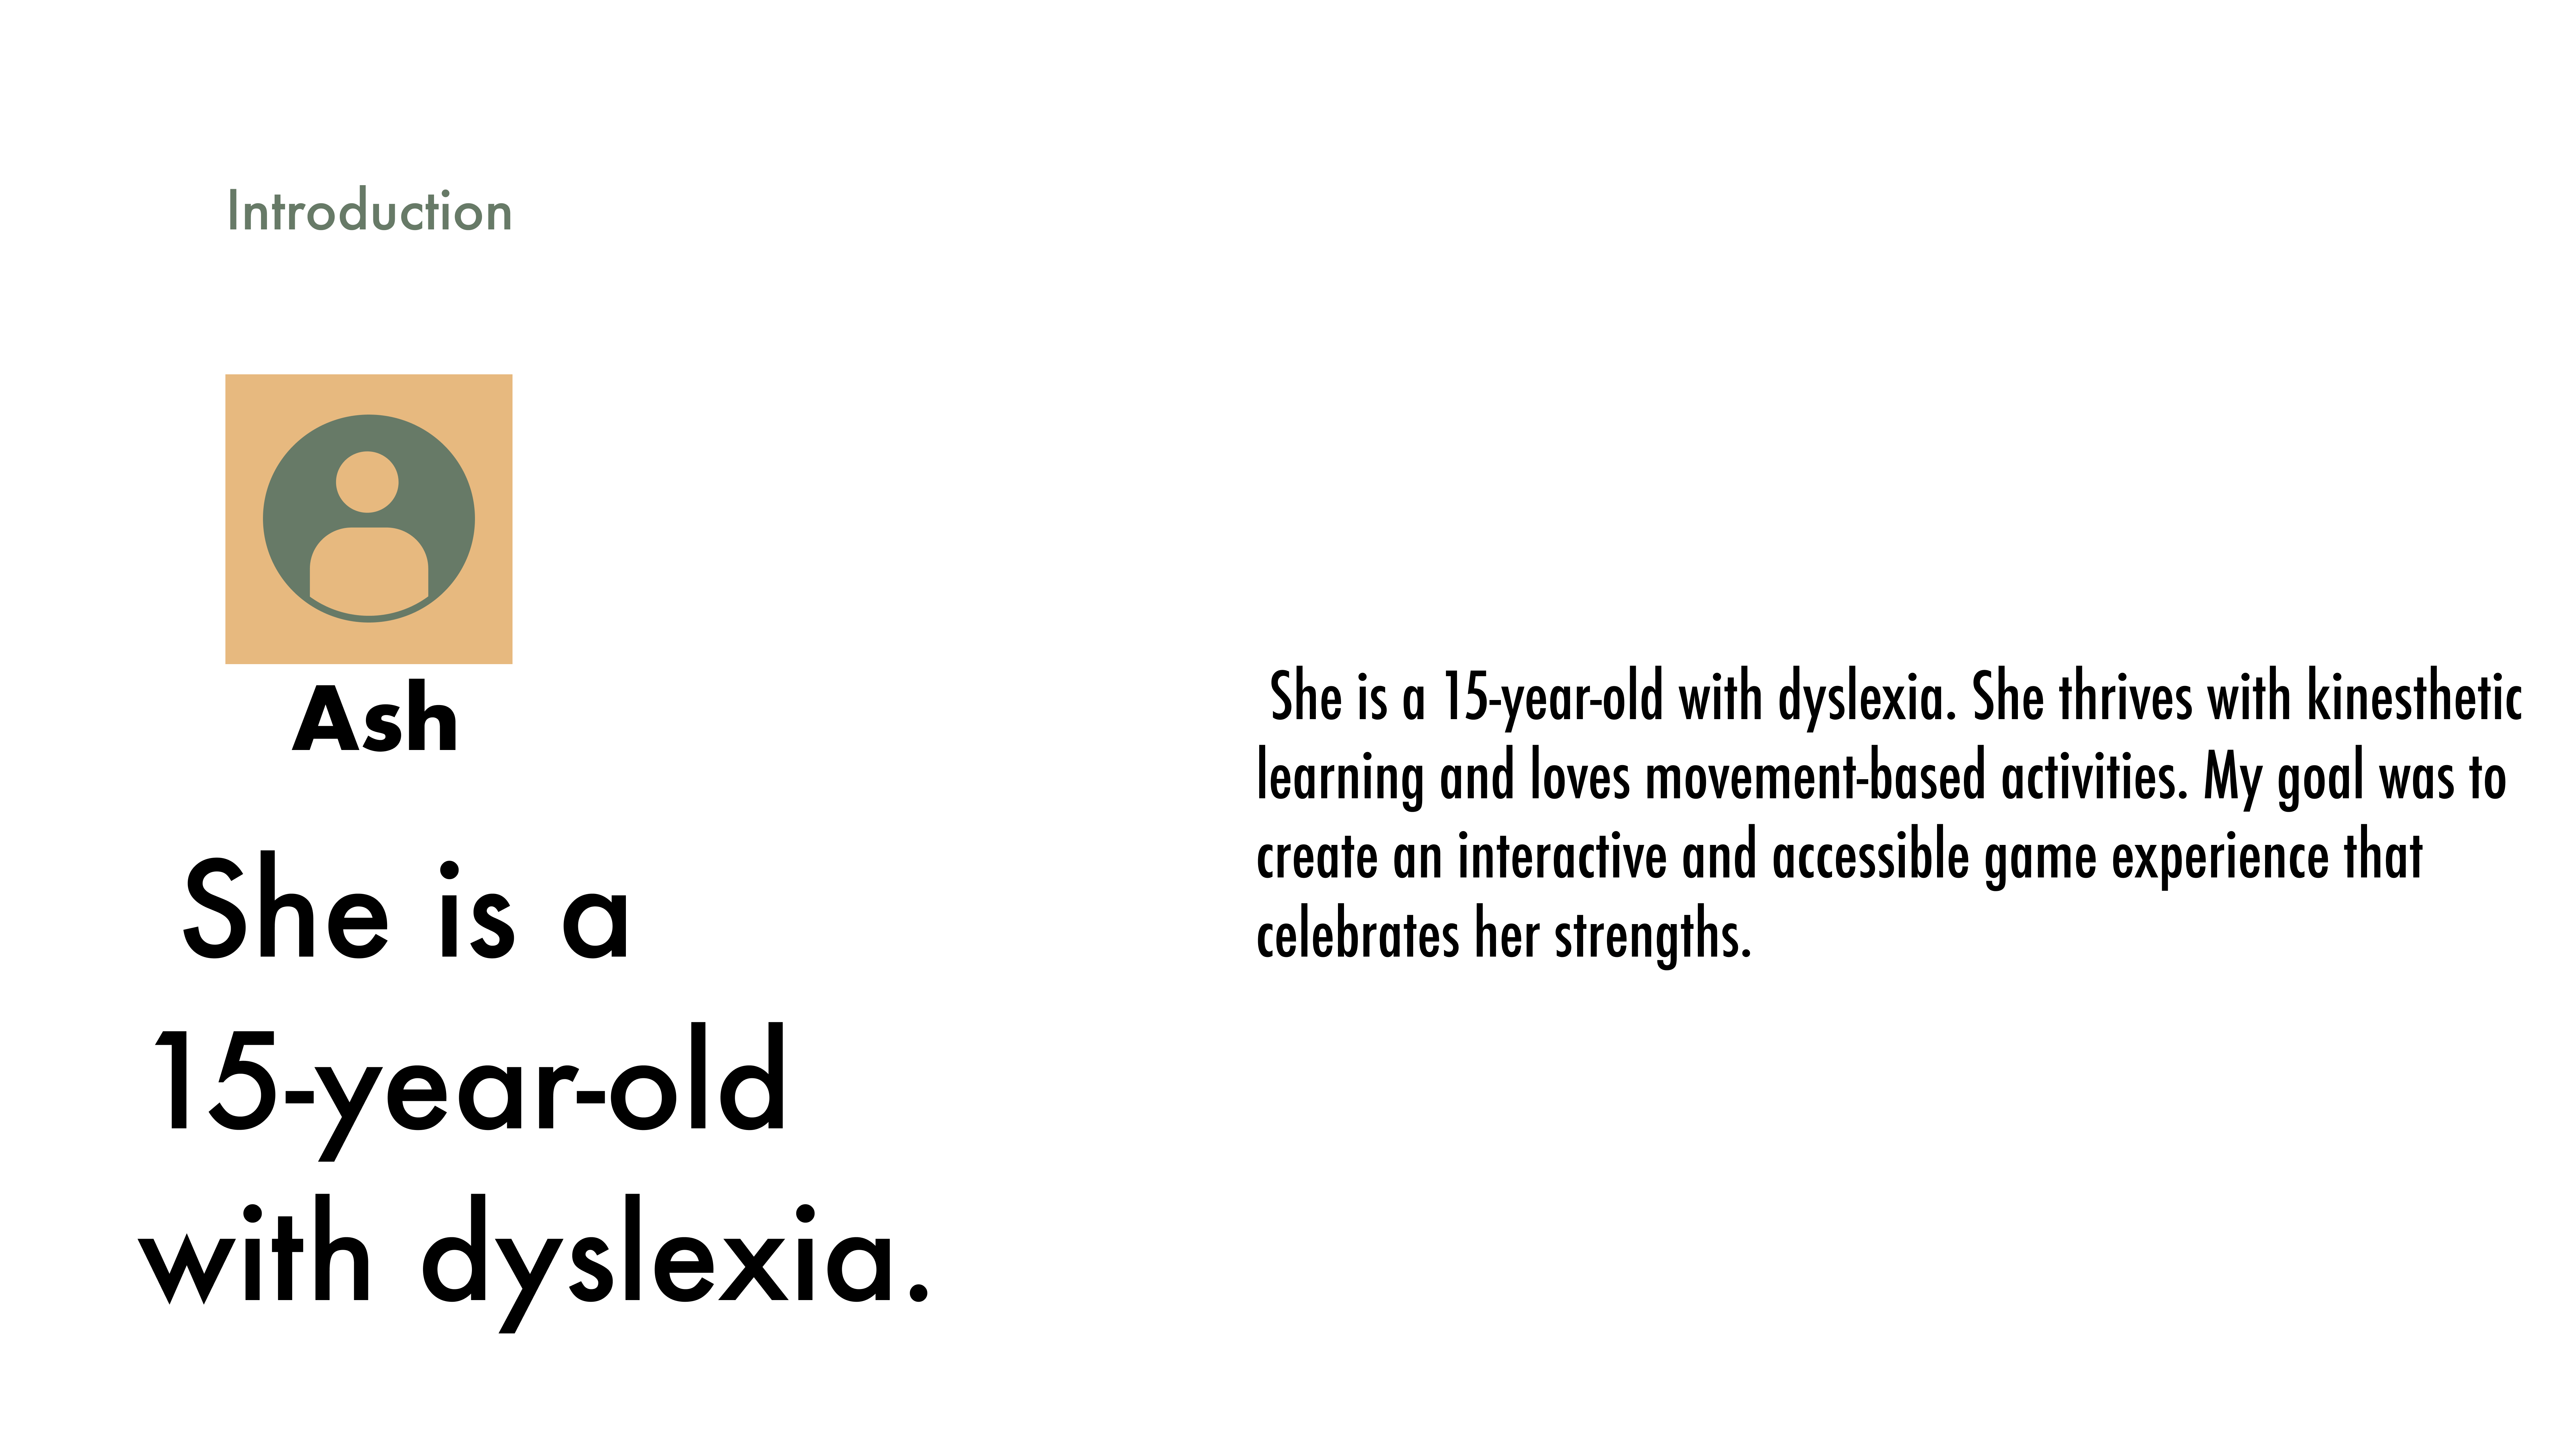 Introduction
Ash
She is a
15-year-old
with dyslexia.
She is a 15-year-old with dyslexia. She thrives with kinesthetic
learning and loves movement-based activities. My goal was to
create an interactive and accessible game experience that
celebrates her strengths.